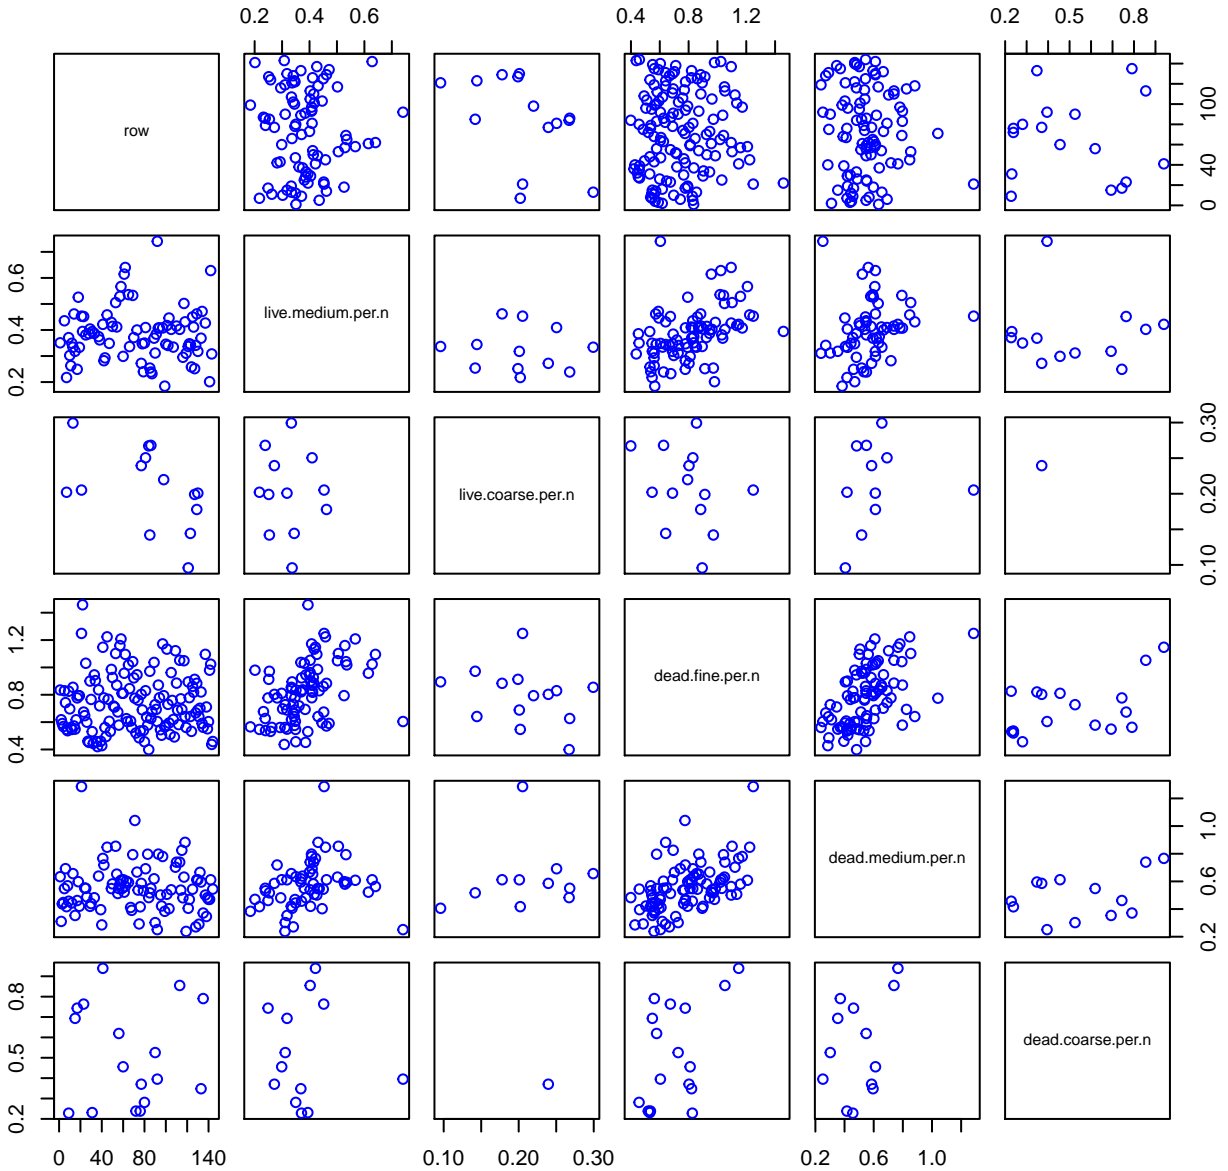 0.2 0.4 0.6 0.4 0.8 1.2 0.2 0.5 0.8
row 0 40 100
0.2 0.4 0.6 live.medium.per.n
live.coarse.per.n 0.10 0.20 0.30
0.4 0.8 1.2 dead.fine.per.n
dead.medium.per.n 0.2 0.6 1.0
0.2 0.5 0.8 dead.coarse.per.n
0 40 80 140 0.10 0.20 0.30 0.2 0.6 1.0